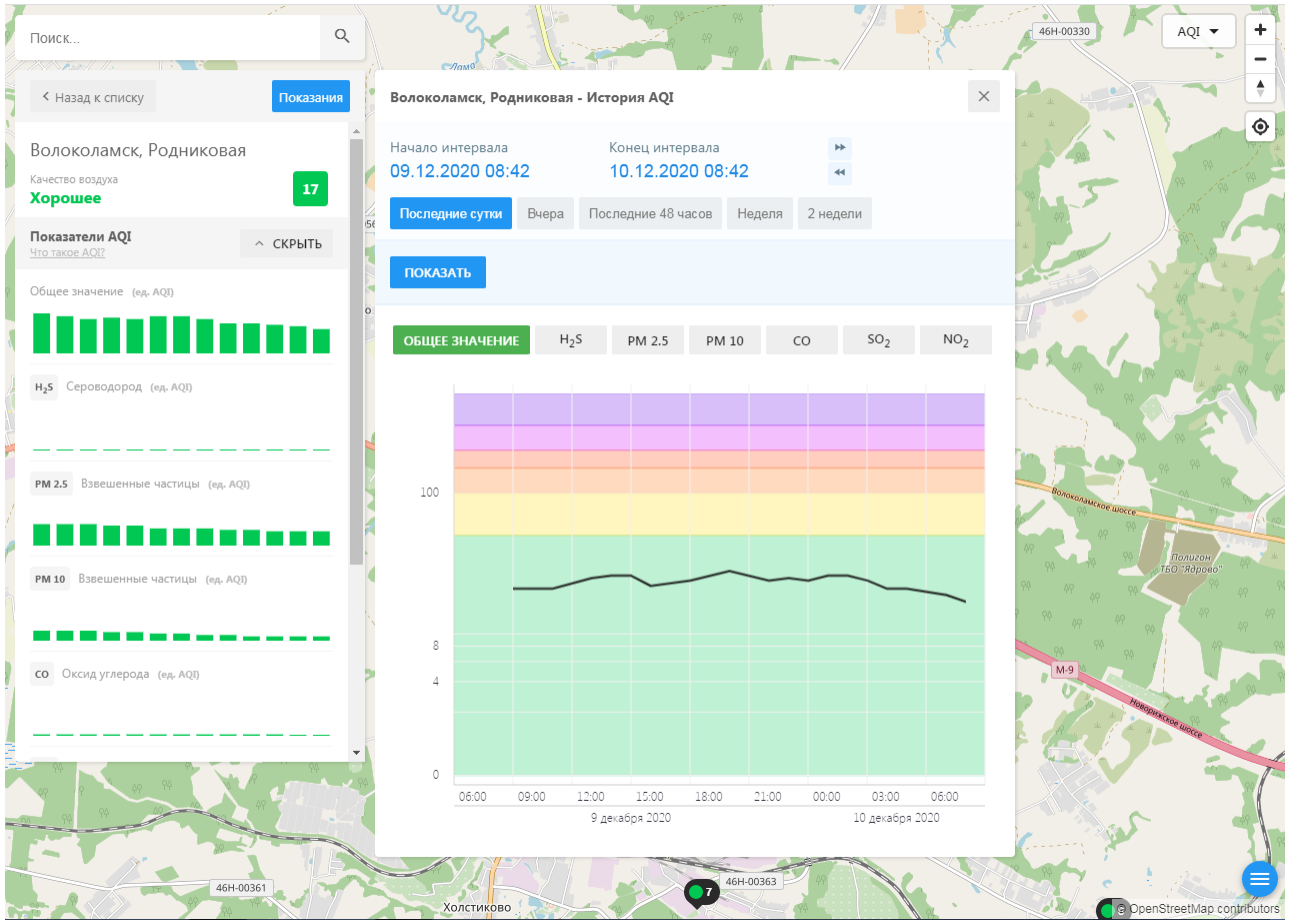 Поиск...
Назад к списку
Показания
Волоколамск, Родниковая
Качество воздуха
Хорошее
17
Показатели AQI
Что такое AQI?
СКРЫТЬ
Общее значение (ед. AQI)
H₂S Сероводород (ед. AQI)
PM 2.5 Взвешенные частицы (ед. AQI)
PM 10 Взвешенные частицы (ед. AQI)
CO Оксид углерода (ед. AQI)
Волоколамск, Родниковая - История AQI
Начало интервала
09.12.2020 08:42
Конец интервала
10.12.2020 08:42
Последние сутки Вчера Последние 48 часов Неделя 2 недели
ПОКАЗАТЬ
ОБЩЕЕ ЗНАЧЕНИЕ H₂S PM 2.5 PM 10 CO SO₂ NO₂
100
8
4
0
06:00 09:00 12:00 15:00 18:00 21:00 00:00 03:00 06:00
9 декабря 2020 10 декабря 2020
Лама
46Н-00330
AQI
+
−
Волоколамское шоссе
Полигон
ТБО "Ядрово"
М-9
Новорижское шоссе
46Н-00361
Холстиково
7
46Н-00363
© OpenStreetMap contributors